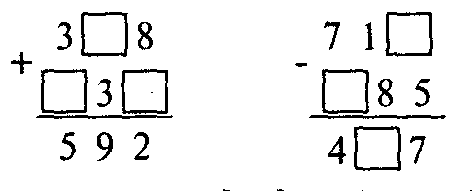 3 □ 8
+
□ 3 □
5 9 2
7 1 □
-
□ 8 5
4 □ 7